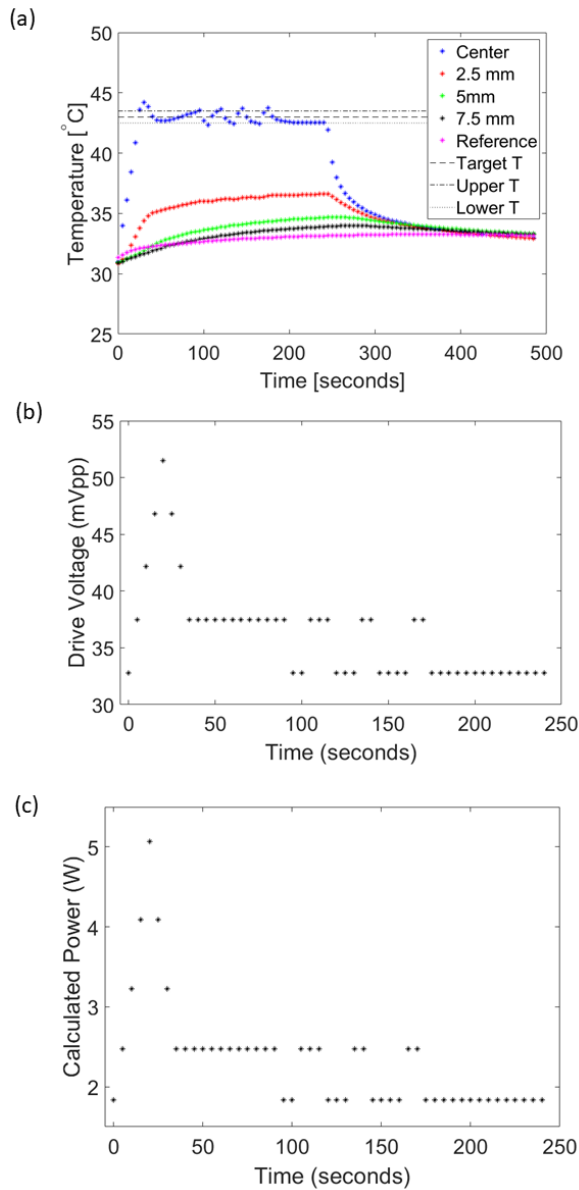 (a)
50
45
40
35
30
25
Temperature [°C]
Center
2.5 mm
5mm
7.5 mm
Reference
Target T
Upper T
Lower T
0 100 200 300 400 500
Time [seconds]
(b)
55
50
45
40
35
30
Drive Voltage (mVpp)
0 50 100 150 200 250
Time (seconds)
(c)
5
4
3
2
Calculated Power (W)
0 50 100 150 200 250
Time (seconds)